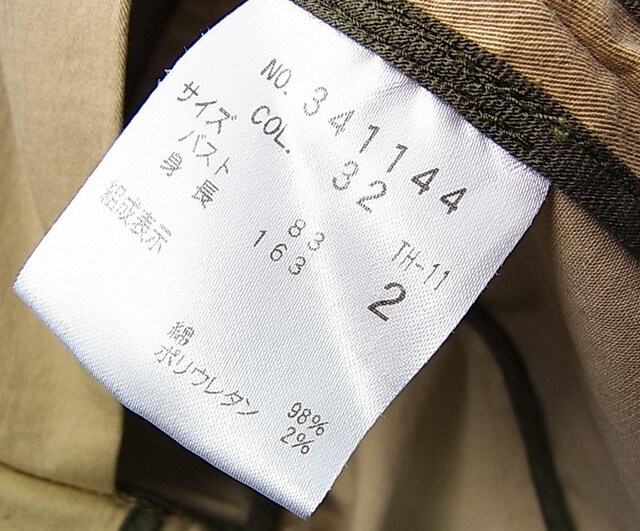 NO. 341144
COL. 32 TH-11
サイズ 2
バスト 83
身長 163
組成表示
綿 98%
ポリウレタン 2%